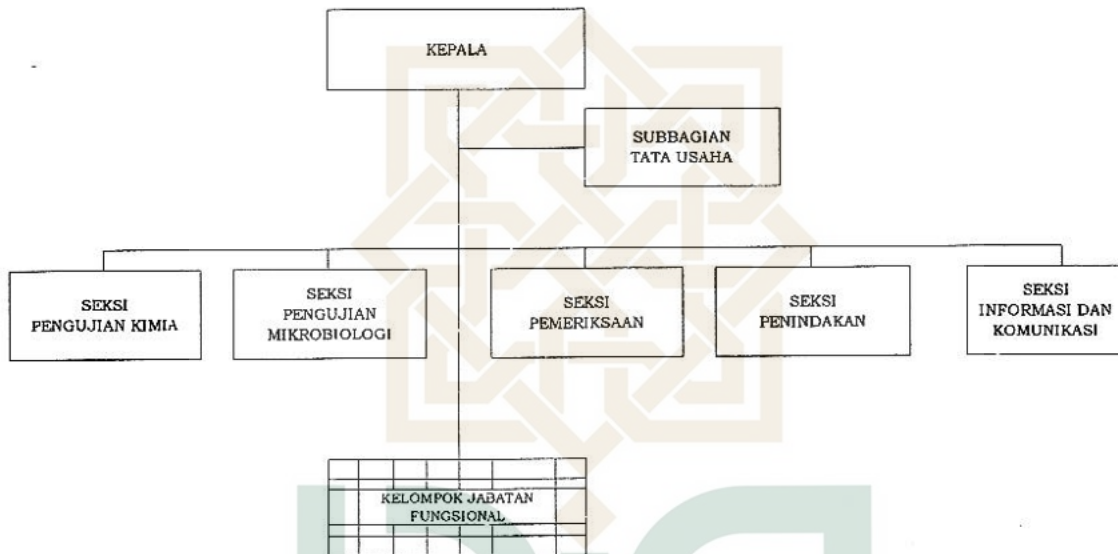 KEPALA
SUBBAGIAN
TATA USAHA
SEKSI
PENGUJIAN KIMIA
SEKSI
PENGUJIAN
MIKROBIOLOGI
SEKSI
PEMERIKSAAN
SEKSI
PENINDAKAN
SEKSI
INFORMASI DAN
KOMUNIKASI
KELOMPOK JABATAN
FUNGSIONAL